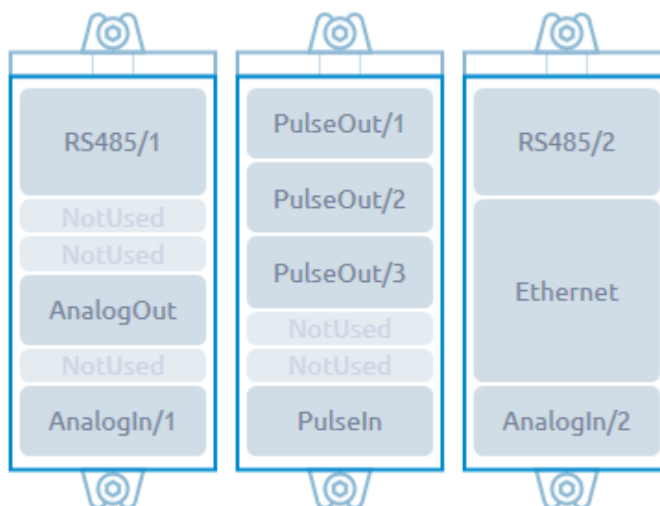 RS485/1
NotUsed
NotUsed
AnalogOut
NotUsed
AnalogIn/1
PulseOut/1
PulseOut/2
PulseOut/3
NotUsed
NotUsed
PulseIn
RS485/2
Ethernet
AnalogIn/2